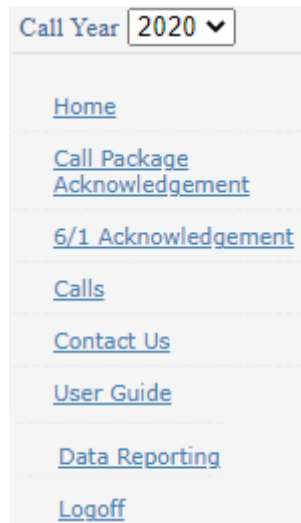 Call Year 2020
Home
Call Package
Acknowledgement
6/1 Acknowledgement
Calls
Contact Us
User Guide
Data Reporting
Logoff